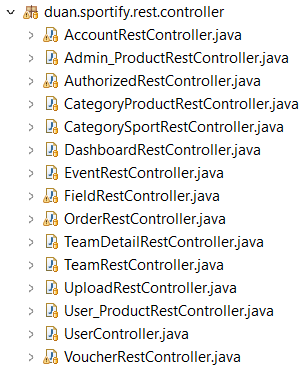 duan.sportify.rest.controller
AccountRestController.java
Admin_ProductRestController.java
AuthorizedRestController.java
CategoryProductRestController.java
CategorySportRestController.java
DashboardRestController.java
EventRestController.java
FieldRestController.java
OrderRestController.java
TeamDetailRestController.java
TeamRestController.java
UploadRestController.java
User_ProductRestController.java
UserController.java
VoucherRestController.java